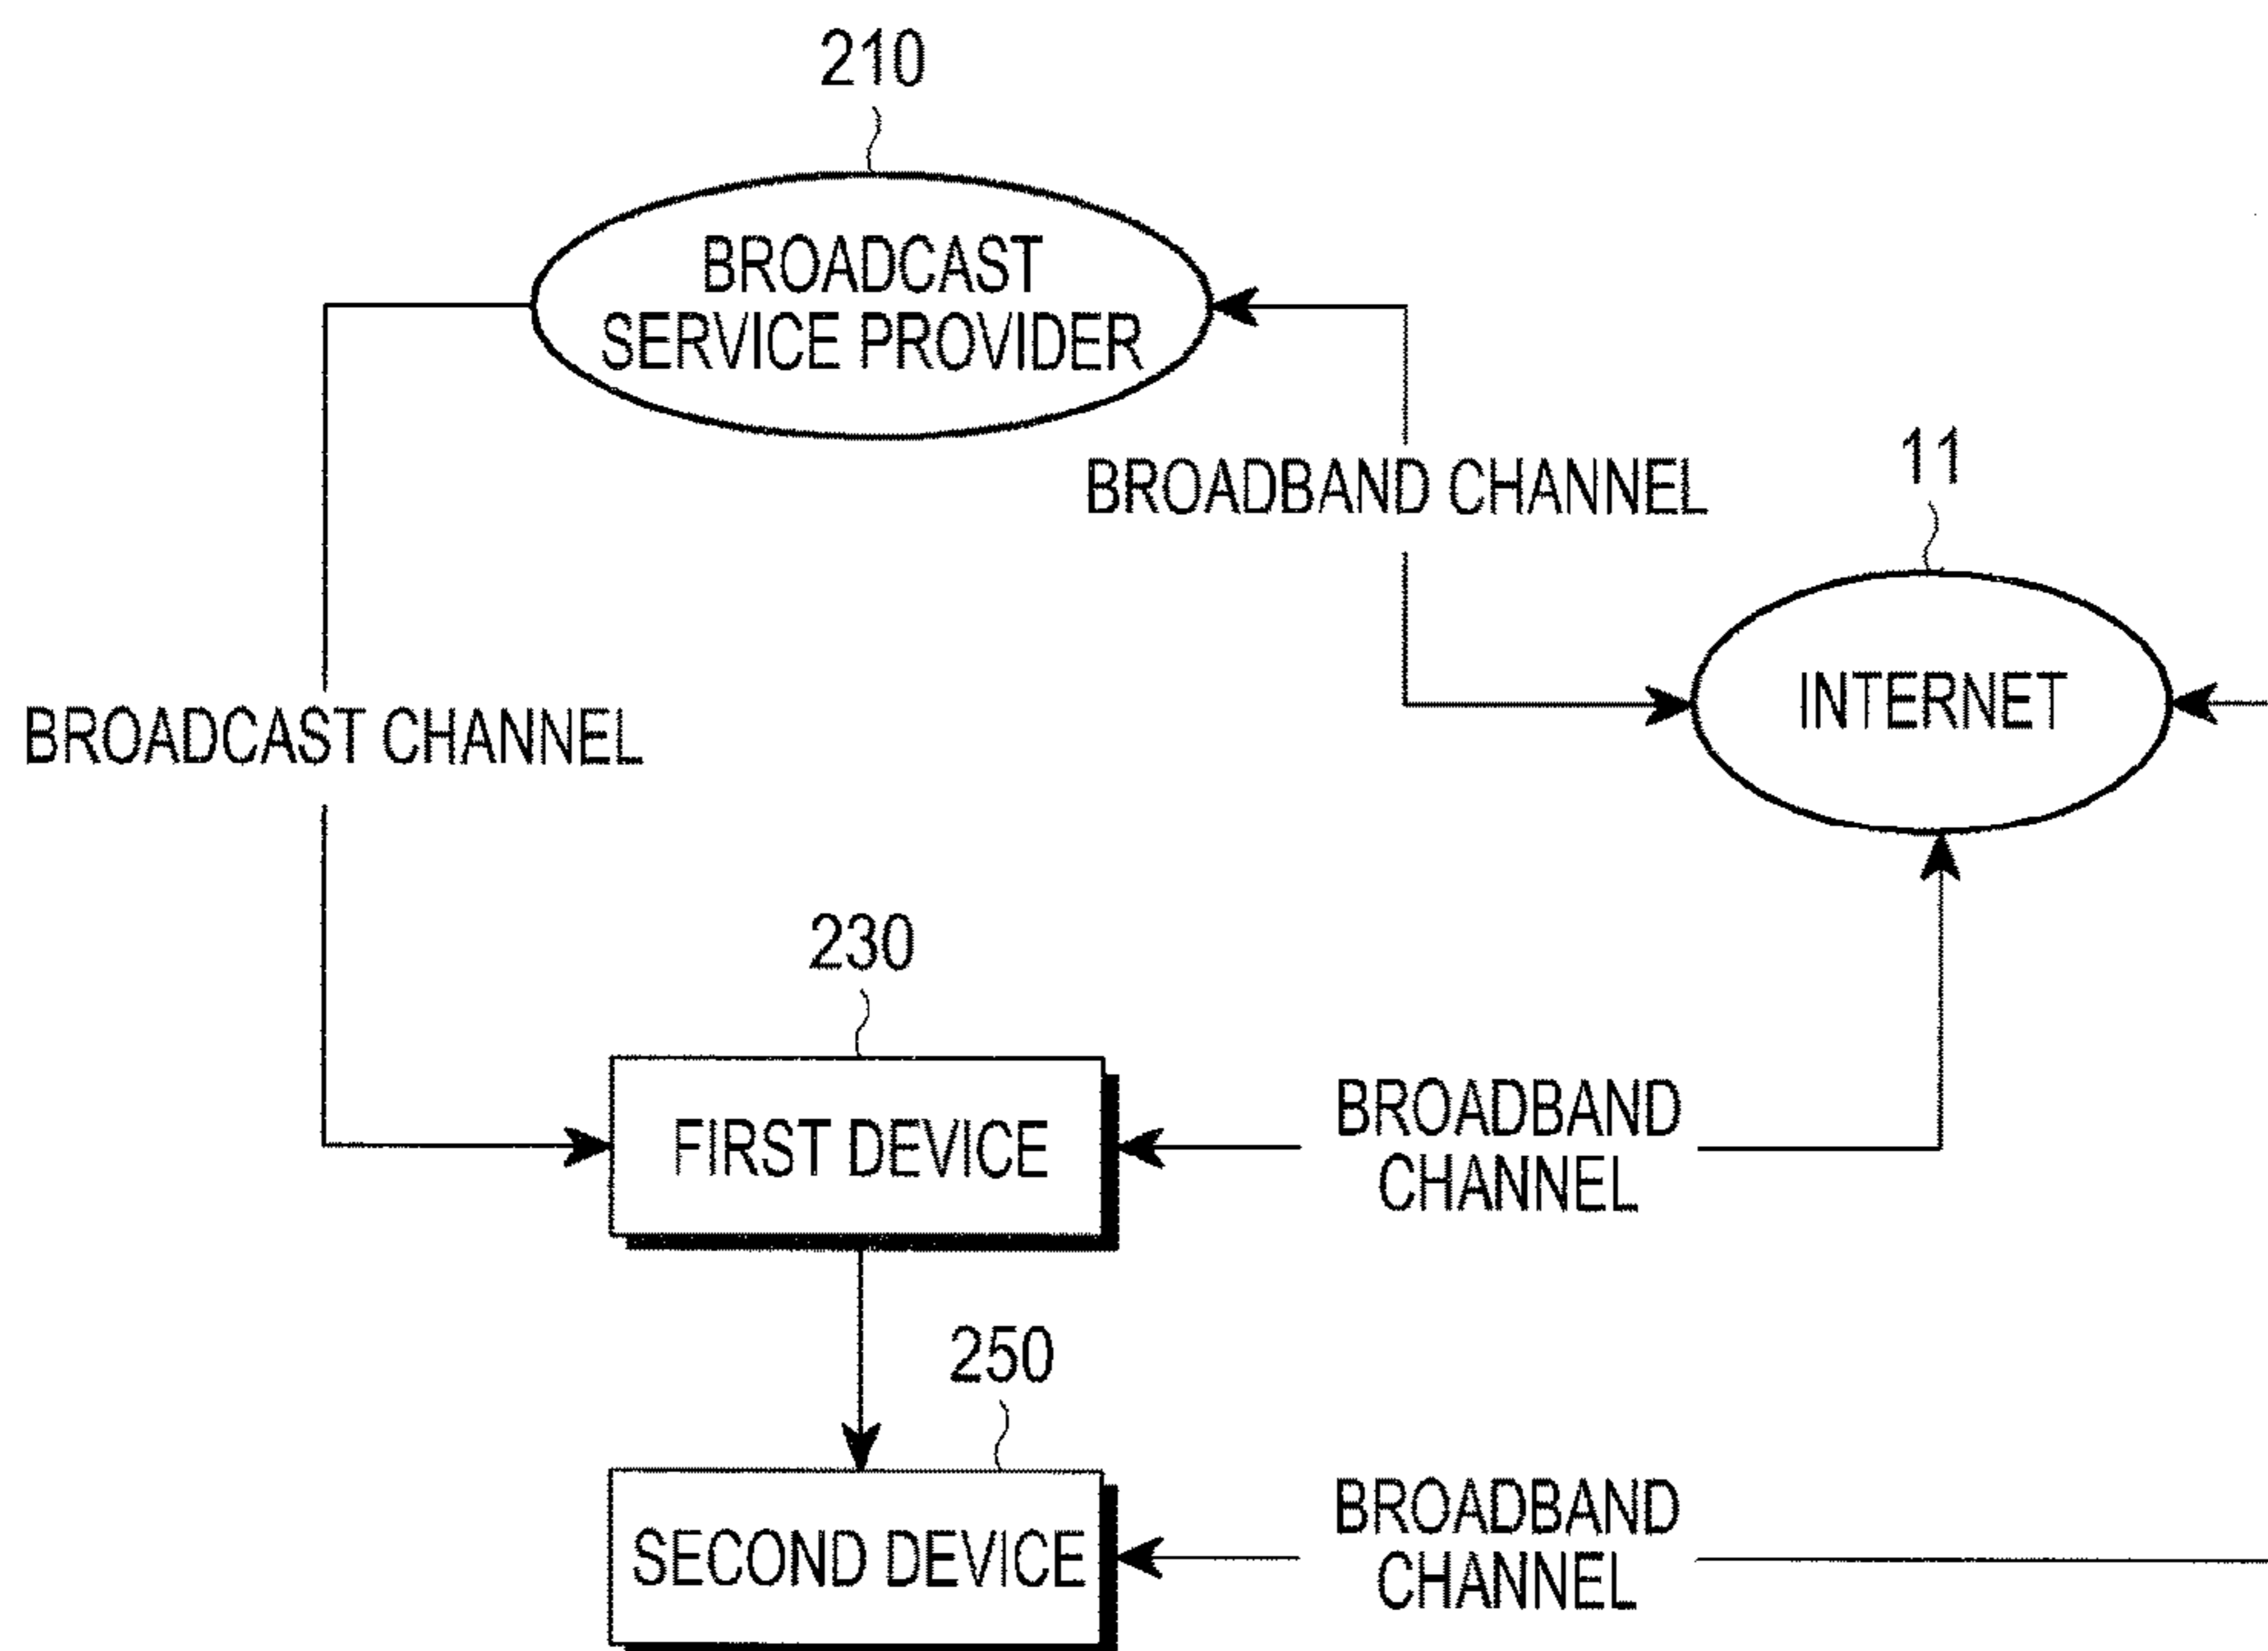 210
BROADCAST
SERVICE PROVIDER
BROADBAND CHANNEL
11
INTERNET
BROADCAST CHANNEL
230
FIRST DEVICE
BROADBAND
CHANNEL
250
SECOND DEVICE
BROADBAND
CHANNEL